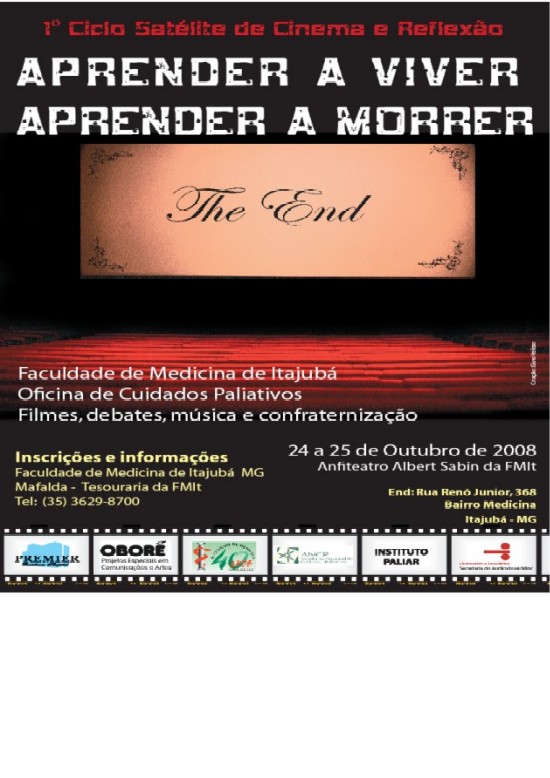 1º Ciclo Satélite de Cinema e Reflexão
APRENDER A VIVER
APRENDER A MORRER
The End
Faculdade de Medicina de Itajubá
Oficina de Cuidados Paliativos
Filmes, debates, música e confraternização
Inscrições e informações
Faculdade de Medicina de Itajubá MG
Mafalda - Tesouraria da FMIt
Tel: (35) 3629-8700
24 a 25 de Outubro de 2008
Anfiteatro Albert Sabin da FMIt
End: Rua Renó Junior, 368
Bairro Medicina
Itajubá - MG
PREMIER
OBORÉ
Projetos Especiais em
Comunicações e Artes
40
ANCP
INSTITUTO
PALIAR